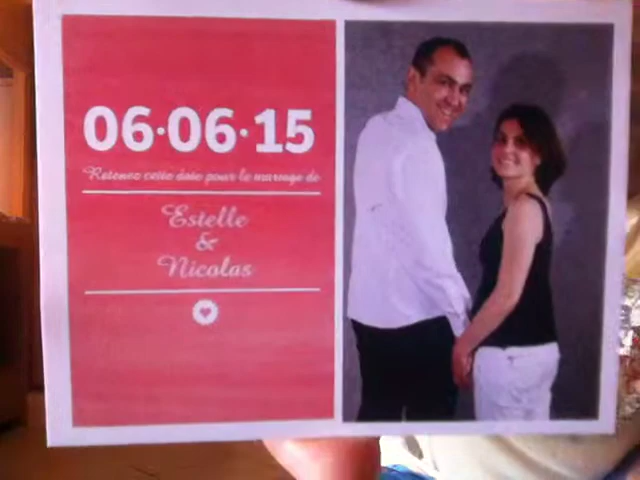 06·06·15
Retenez cette date pour le mariage de
Estelle
&
Nicolas